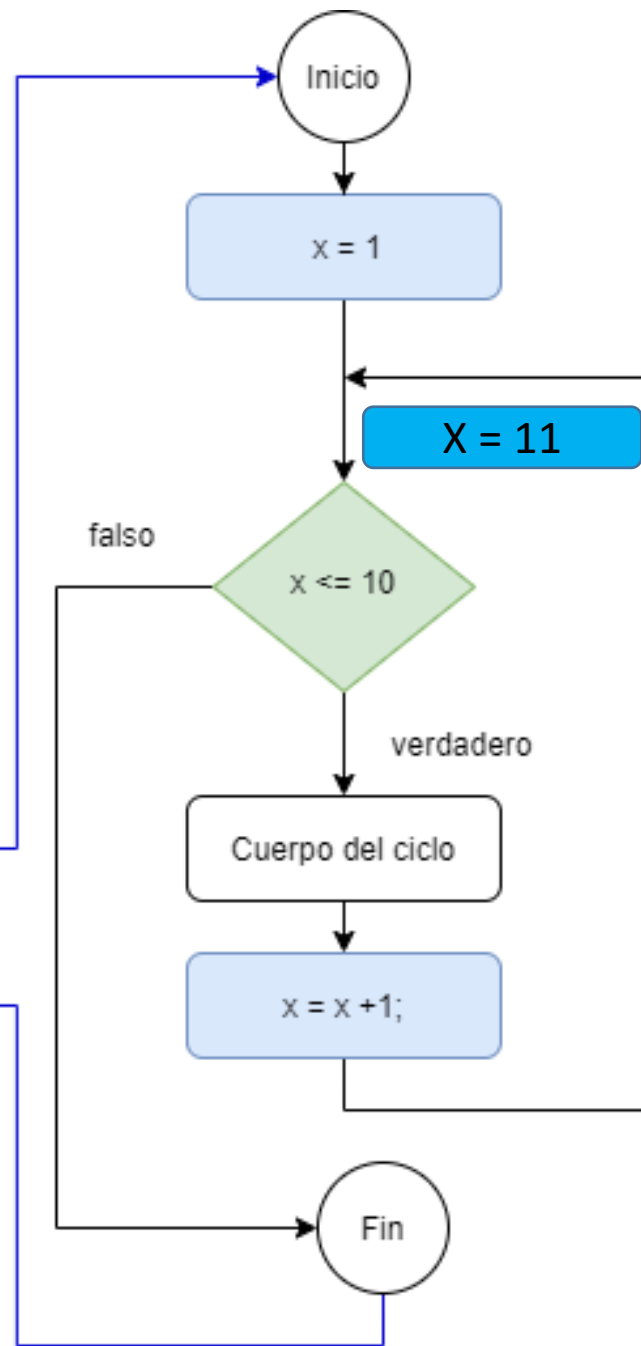 Inicio
x = 1
X = 11
falso
x <= 10
verdadero
Cuerpo del ciclo
x = x +1;
Fin